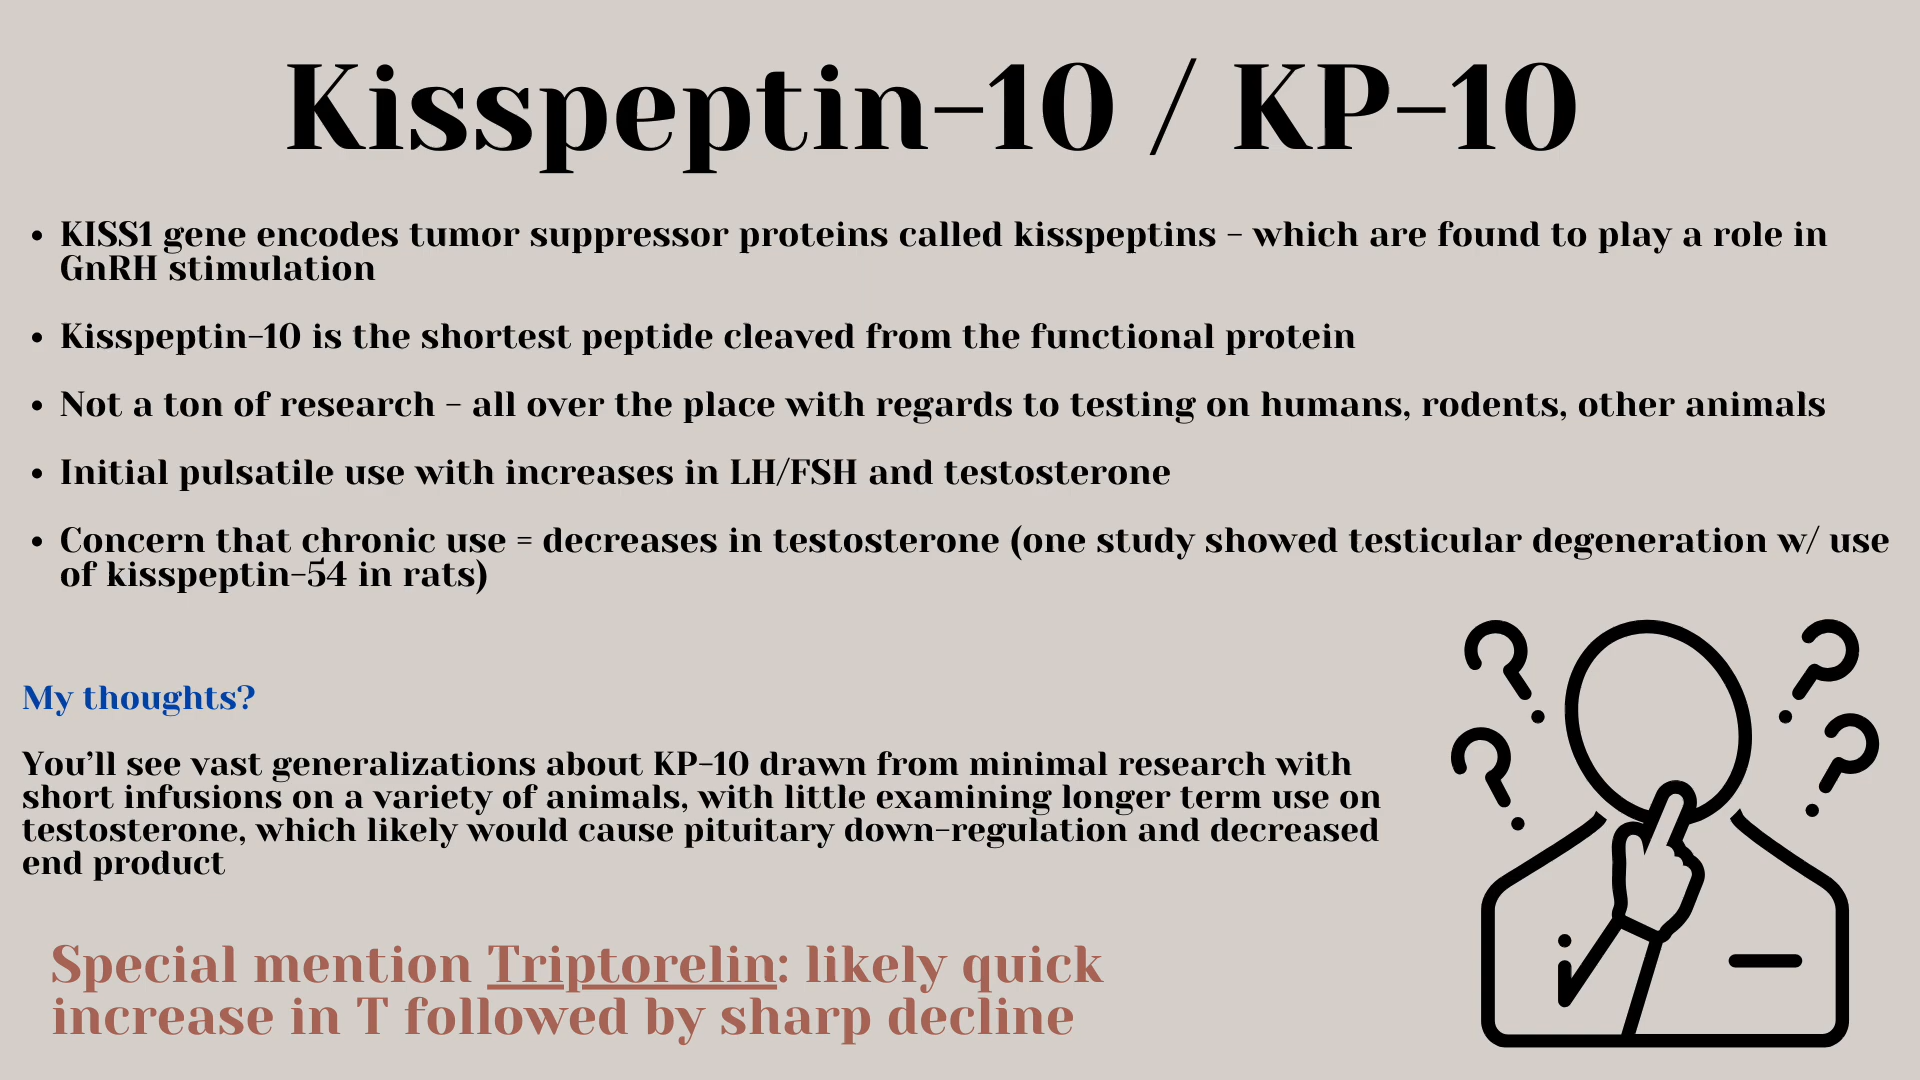 Kisspeptin-10 / KP-10
• KISS1 gene encodes tumor suppressor proteins called kisspeptins - which are found to play a role in
GnRH stimulation
• Kisspeptin-10 is the shortest peptide cleaved from the functional protein
• Not a ton of research - all over the place with regards to testing on humans, rodents, other animals
• Initial pulsatile use with increases in LH/FSH and testosterone
• Concern that chronic use = decreases in testosterone (one study showed testicular degeneration w/ use
of kisspeptin-54 in rats)
My thoughts?
You'll see vast generalizations about KP-10 drawn from minimal research with
short infusions on a variety of animals, with little examining longer term use on
testosterone, which likely would cause pituitary down-regulation and decreased
end product
Special mention Triptorelin: likely quick
increase in T followed by sharp decline